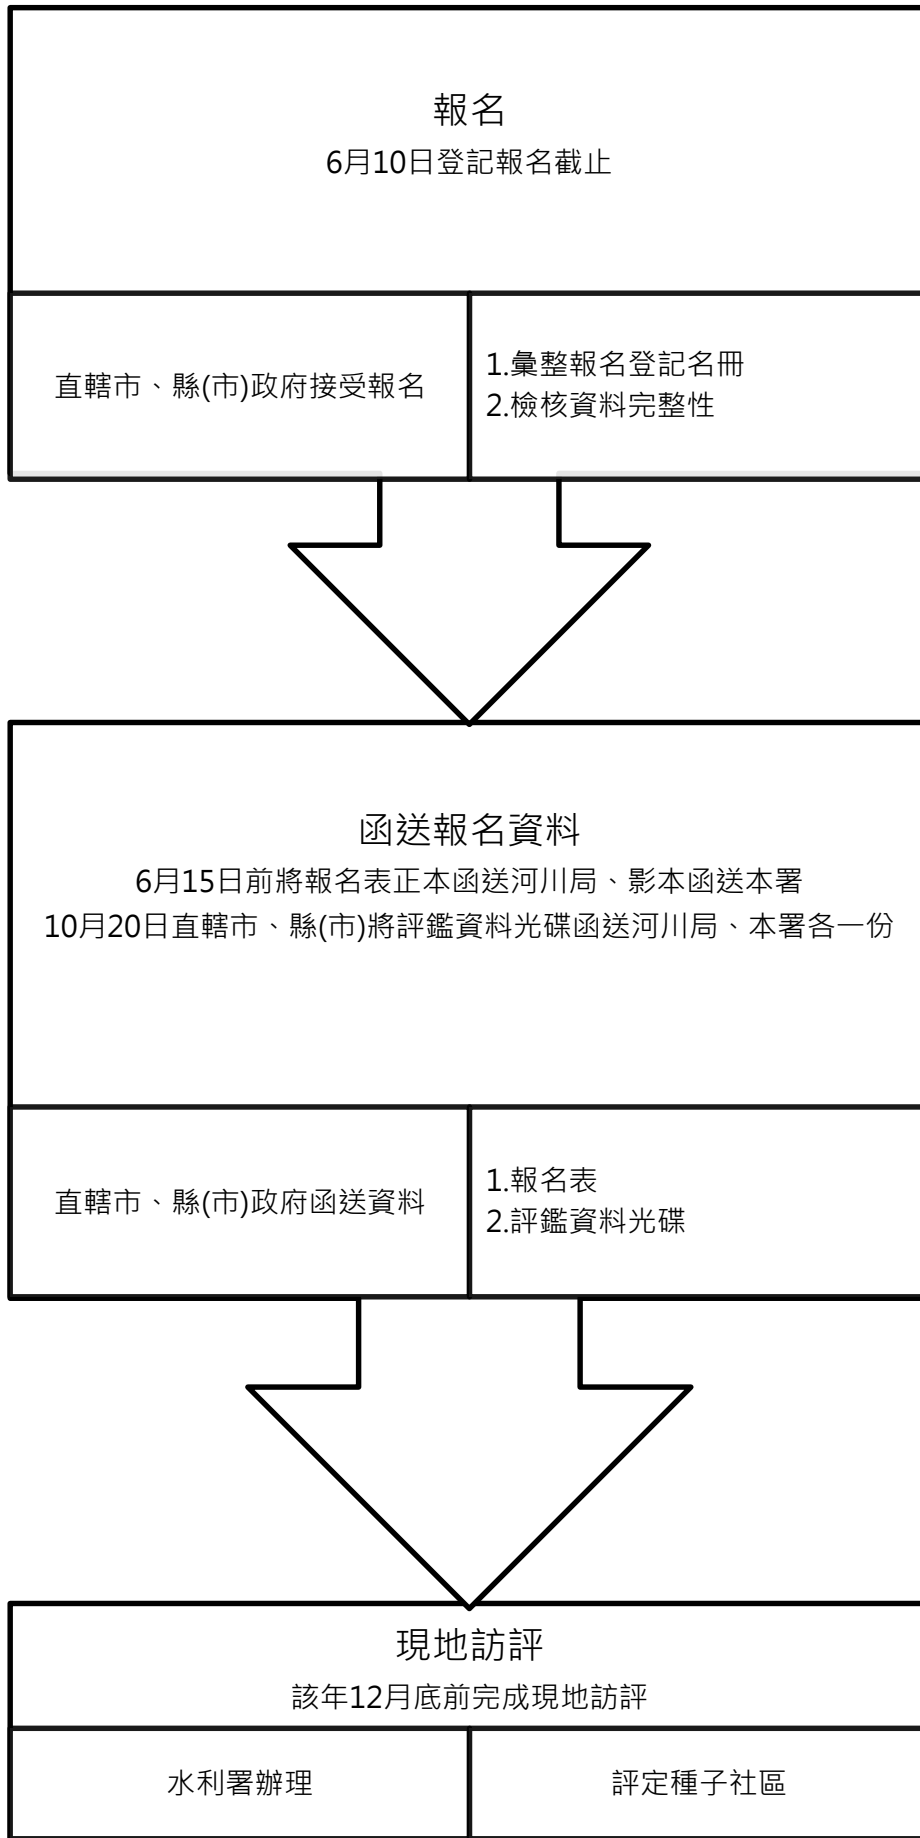 報名
6月10日登記報名截止
直轄市、縣(市)政府接受報名
1.彙整報名登記名冊
2.檢核資料完整性
函送報名資料
6月15日前將報名表正本函送河川局、影本函送本署
10月20日直轄市、縣(市)將評鑑資料光碟函送河川局、本署各一份
直轄市、縣(市)政府函送資料
1.報名表
2.評鑑資料光碟
現地訪評
該年12月底前完成現地訪評
水利署辦理
評定種子社區